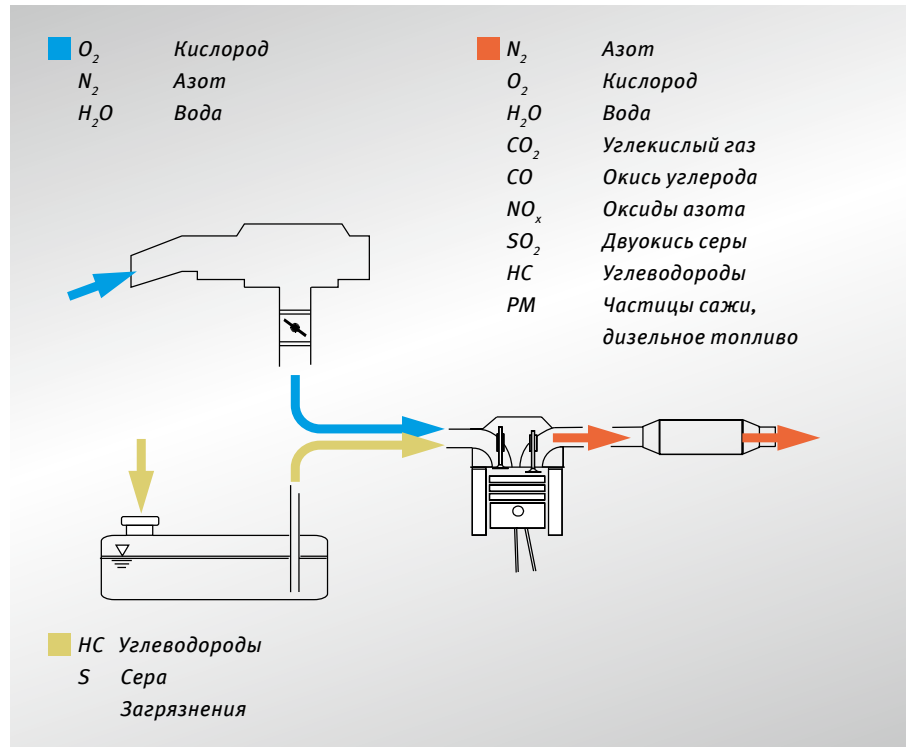 O₂ Кислород
N₂ Азот
H₂O Вода
N₂ Азот
O₂ Кислород
H₂O Вода
CO₂ Углекислый газ
CO Окись углерода
NOₓ Оксиды азота
SO₂ Двуокись серы
HC Углеводороды
PM Частицы сажи,
дизельное топливо
HC Углеводороды
S Сера
Загрязнения